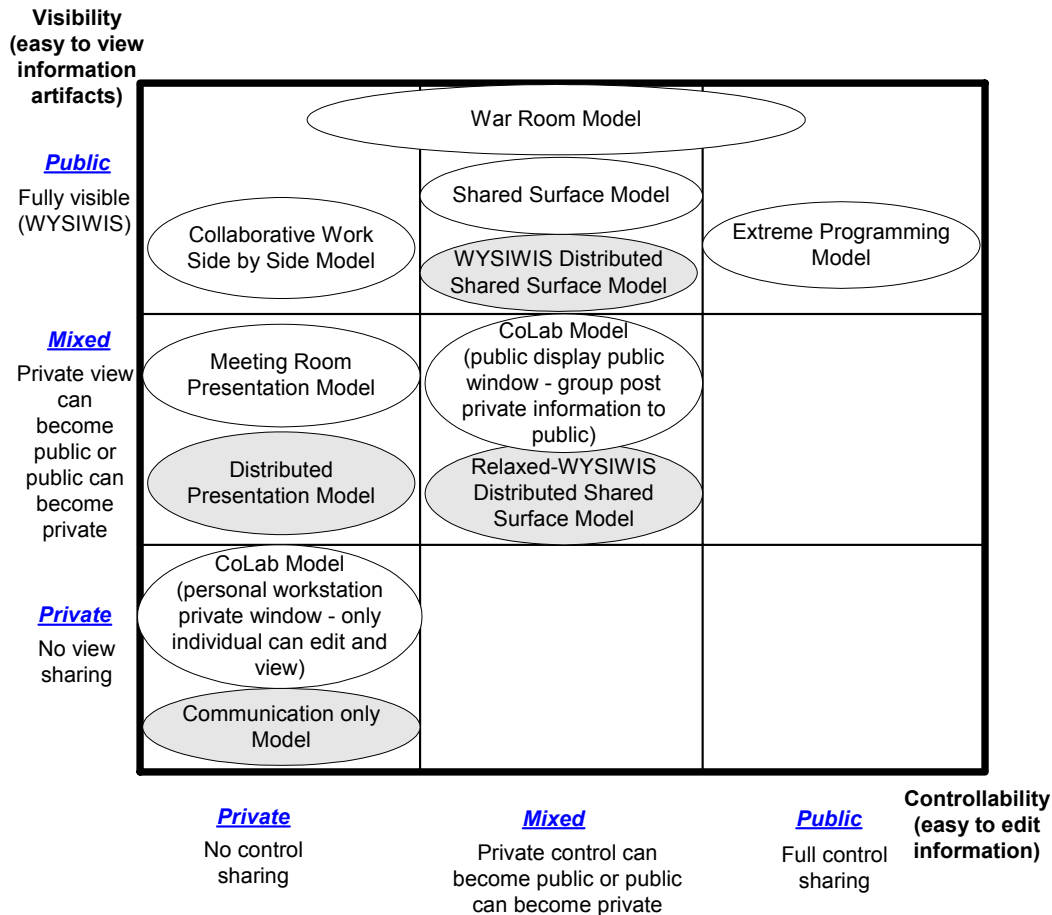 Visibility
(easy to view
information
artifacts)
War Room Model
Public
Fully visible
(WYSIWIS)
Shared Surface Model
Collaborative Work
Side by Side Model
WYSIWIS Distributed
Shared Surface Model
Extreme Programming
Model
Mixed
Private view
can
become
public or
public can
become
private
Meeting Room
Presentation Model
CoLab Model
(public display public
window - group post
private information to
public)
Distributed
Presentation Model
Relaxed-WYSIWIS
Distributed Shared
Surface Model
Private
No view
sharing
CoLab Model
(personal workstation
private window - only
individual can edit and
view)
Communication only
Model
Private
No control
sharing
Mixed
Private control can
become public or public
can become private
Public
Full control
sharing
Controllability
(easy to edit
information)